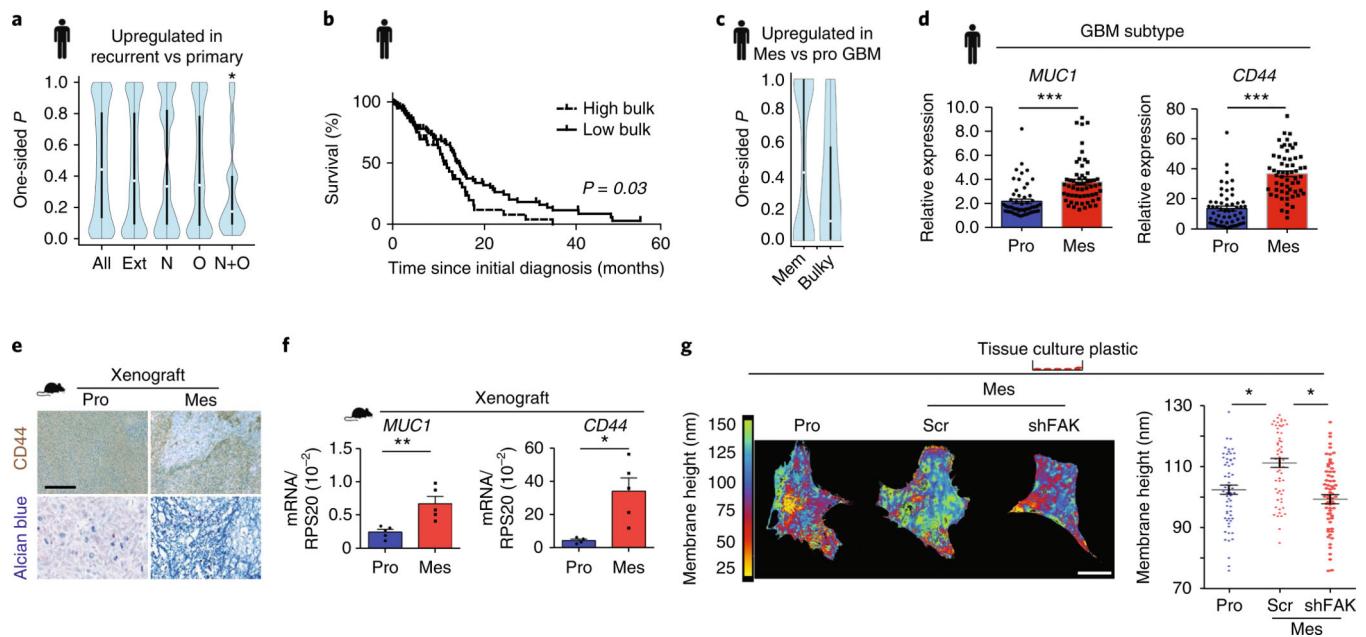 a
Upregulated in
recurrent vs primary
*
One-sided P
1.0
0.8
0.6
0.4
0.2
0.0
All Ext N O N+O
b
Survival (%)
100
50
0
High bulk
Low bulk
P = 0.03
0 20 40 60
Time since initial diagnosis (months)
c
Upregulated in
Mes vs pro GBM
One-sided P
1.0
0.8
0.6
0.4
0.2
0.0
Mem Bulky
d
GBM subtype
MUC1
***
Relative expression
10.0
8.0
6.0
4.0
2.0
0
Pro Mes
CD44
***
Relative expression
80
60
40
20
0
Pro Mes
e
Xenograft
Pro Mes
CD44
Alcian blue
f
Xenograft
MUC1
**
mRNA/
RPS20 (10⁻²)
1.5
1.0
0.5
0
Pro Mes
CD44
*
mRNA/
RPS20 (10⁻²)
60
40
20
0
Pro Mes
g
Tissue culture plastic
Mes
Pro Scr shFAK
Membrane height (nm)
150
125
100
75
50
25
* *
Membrane height (nm)
130
110
90
70
Pro Scr shFAK
Mes